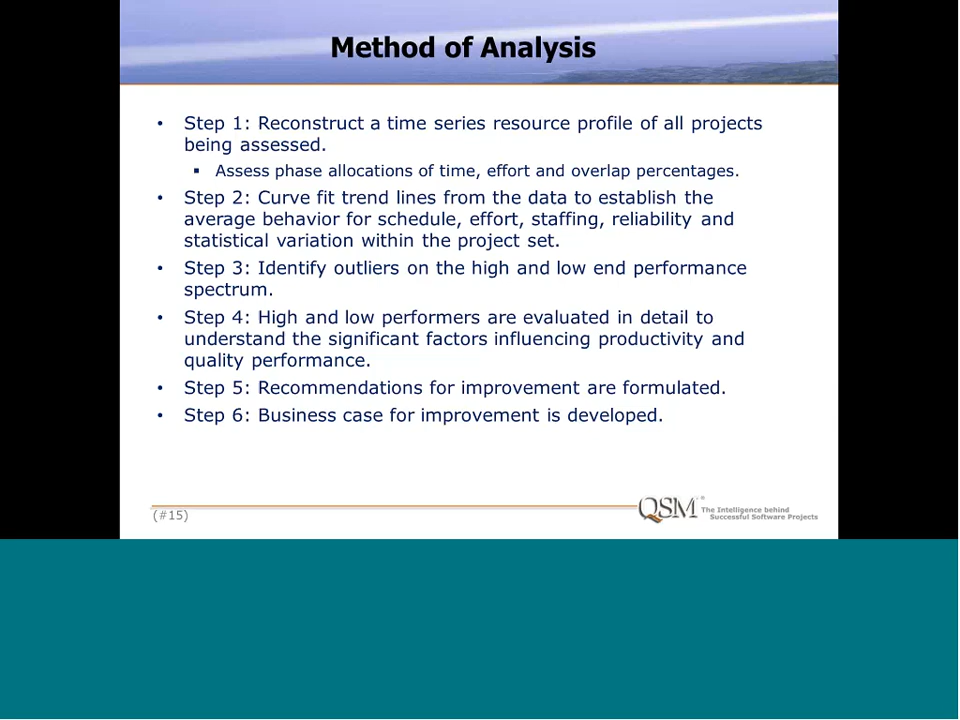 Method of Analysis
• Step 1: Reconstruct a time series resource profile of all projects
being assessed.
▪ Assess phase allocations of time, effort and overlap percentages.
• Step 2: Curve fit trend lines from the data to establish the
average behavior for schedule, effort, staffing, reliability and
statistical variation within the project set.
• Step 3: Identify outliers on the high and low end performance
spectrum.
• Step 4: High and low performers are evaluated in detail to
understand the significant factors influencing productivity and
quality performance.
• Step 5: Recommendations for improvement are formulated.
• Step 6: Business case for improvement is developed.
(#15)
QSM® The Intelligence behind
Successful Software Projects